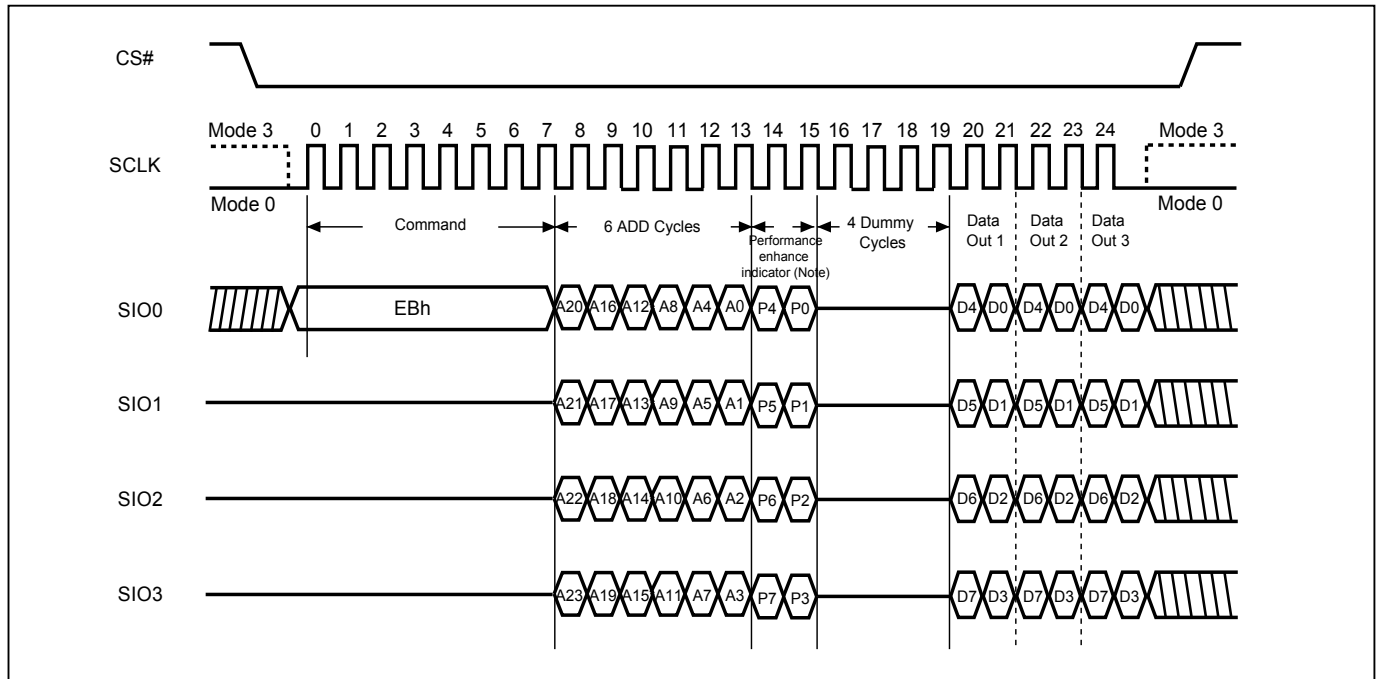 CS#
Mode 3 0 1 2 3 4 5 6 7 8 9 10 11 12 13 14 15 16 17 18 19 20 21 22 23 24 Mode 3
SCLK
Mode 0 Mode 0
Command 6 ADD Cycles Performance enhance indicator (Note) 4 Dummy Cycles Data Out 1 Data Out 2 Data Out 3
SIO0 EBh A20 A16 A12 A8 A4 A0 P4 P0 D4 D0 D4 D0 D4 D0
SIO1 A21 A17 A13 A9 A5 A1 P5 P1 D5 D1 D5 D1 D5 D1
SIO2 A22 A18 A14 A10 A6 A2 P6 P2 D6 D2 D6 D2 D6 D2
SIO3 A23 A19 A15 A11 A7 A3 P7 P3 D7 D3 D7 D3 D7 D3